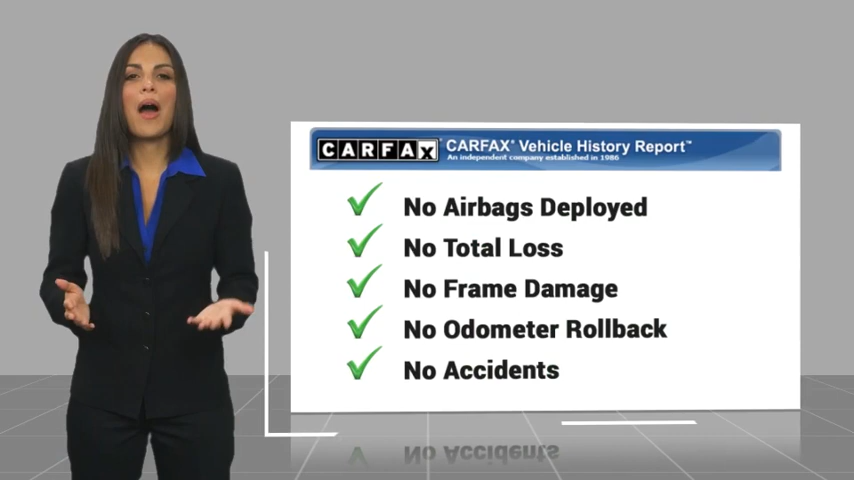 CARFAX
CARFAX® Vehicle History Report™
An independent company established in 1986
No Airbags Deployed
No Total Loss
No Frame Damage
No Odometer Rollback
No Accidents
No Accidents